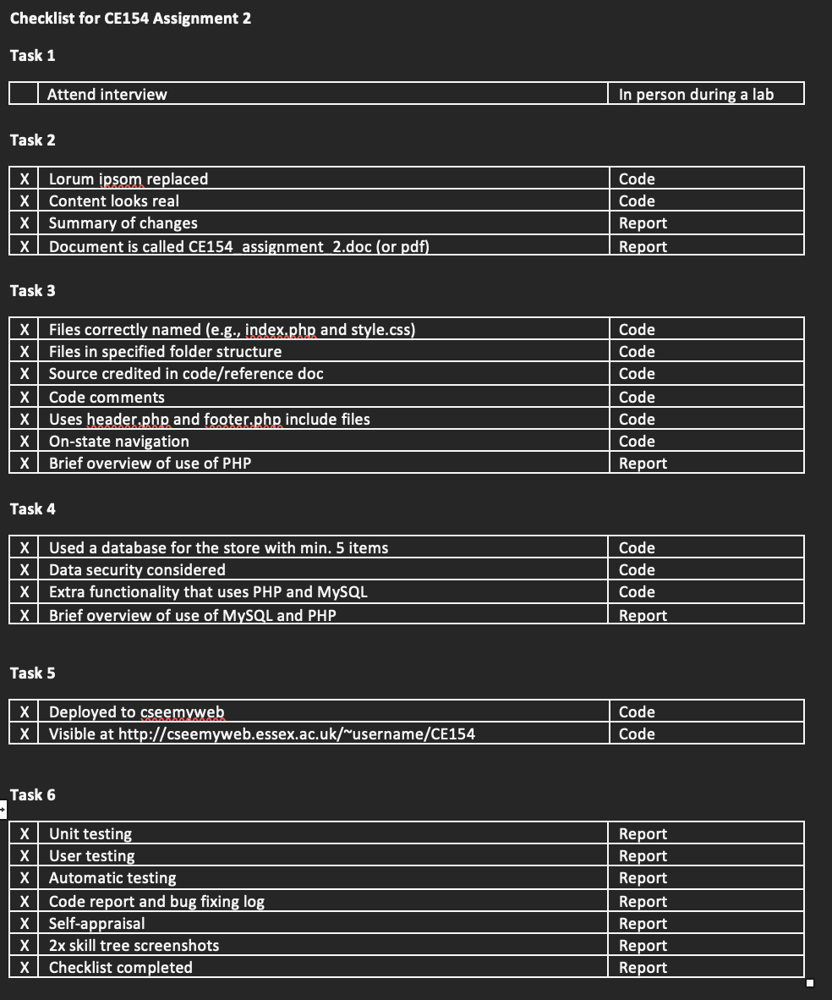 Checklist for CE154 Assignment 2
Task 1
Attend interview In person during a lab
Task 2
X Lorum ipsom replaced Code
X Content looks real Code
X Summary of changes Report
X Document is called CE154_assignment_2.doc (or pdf) Report
Task 3
X Files correctly named (e.g., index.php and style.css) Code
X Files in specified folder structure Code
X Source credited in code/reference doc Code
X Code comments Code
X Uses header.php and footer.php include files Code
X On-state navigation Code
X Brief overview of use of PHP Report
Task 4
X Used a database for the store with min. 5 items Code
X Data security considered Code
X Extra functionality that uses PHP and MySQL Code
X Brief overview of use of MySQL and PHP Report
Task 5
X Deployed to cseemyweb Code
X Visible at http://cseemyweb.essex.ac.uk/~username/CE154 Code
Task 6
X Unit testing Report
X User testing Report
X Automatic testing Report
X Code report and bug fixing log Report
X Self-appraisal Report
X 2x skill tree screenshots Report
X Checklist completed Report